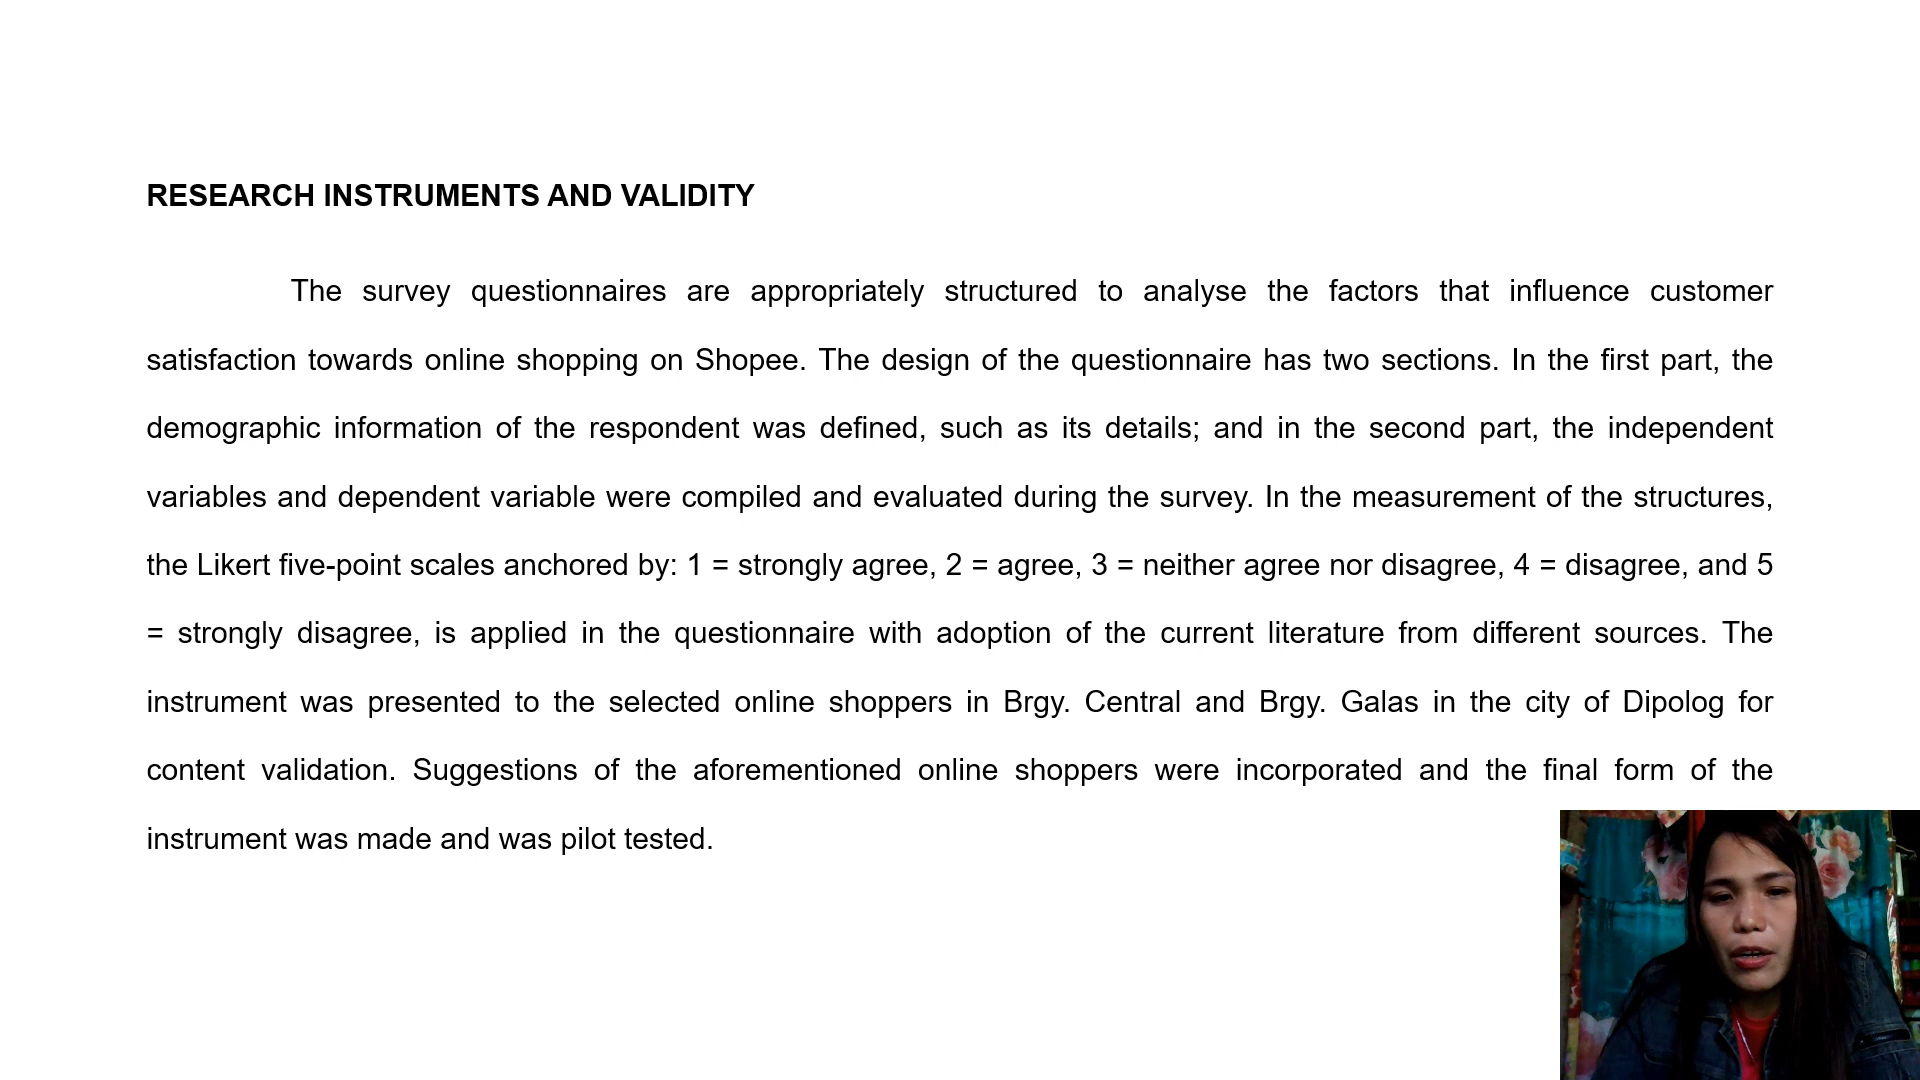 RESEARCH INSTRUMENTS AND VALIDITY
The survey questionnaires are appropriately structured to analyse the factors that influence customer
satisfaction towards online shopping on Shopee. The design of the questionnaire has two sections. In the first part, the
demographic information of the respondent was defined, such as its details; and in the second part, the independent
variables and dependent variable were compiled and evaluated during the survey. In the measurement of the structures,
the Likert five-point scales anchored by: 1 = strongly agree, 2 = agree, 3 = neither agree nor disagree, 4 = disagree, and 5
= strongly disagree, is applied in the questionnaire with adoption of the current literature from different sources. The
instrument was presented to the selected online shoppers in Brgy. Central and Brgy. Galas in the city of Dipolog for
content validation. Suggestions of the aforementioned online shoppers were incorporated and the final form of the
instrument was made and was pilot tested.